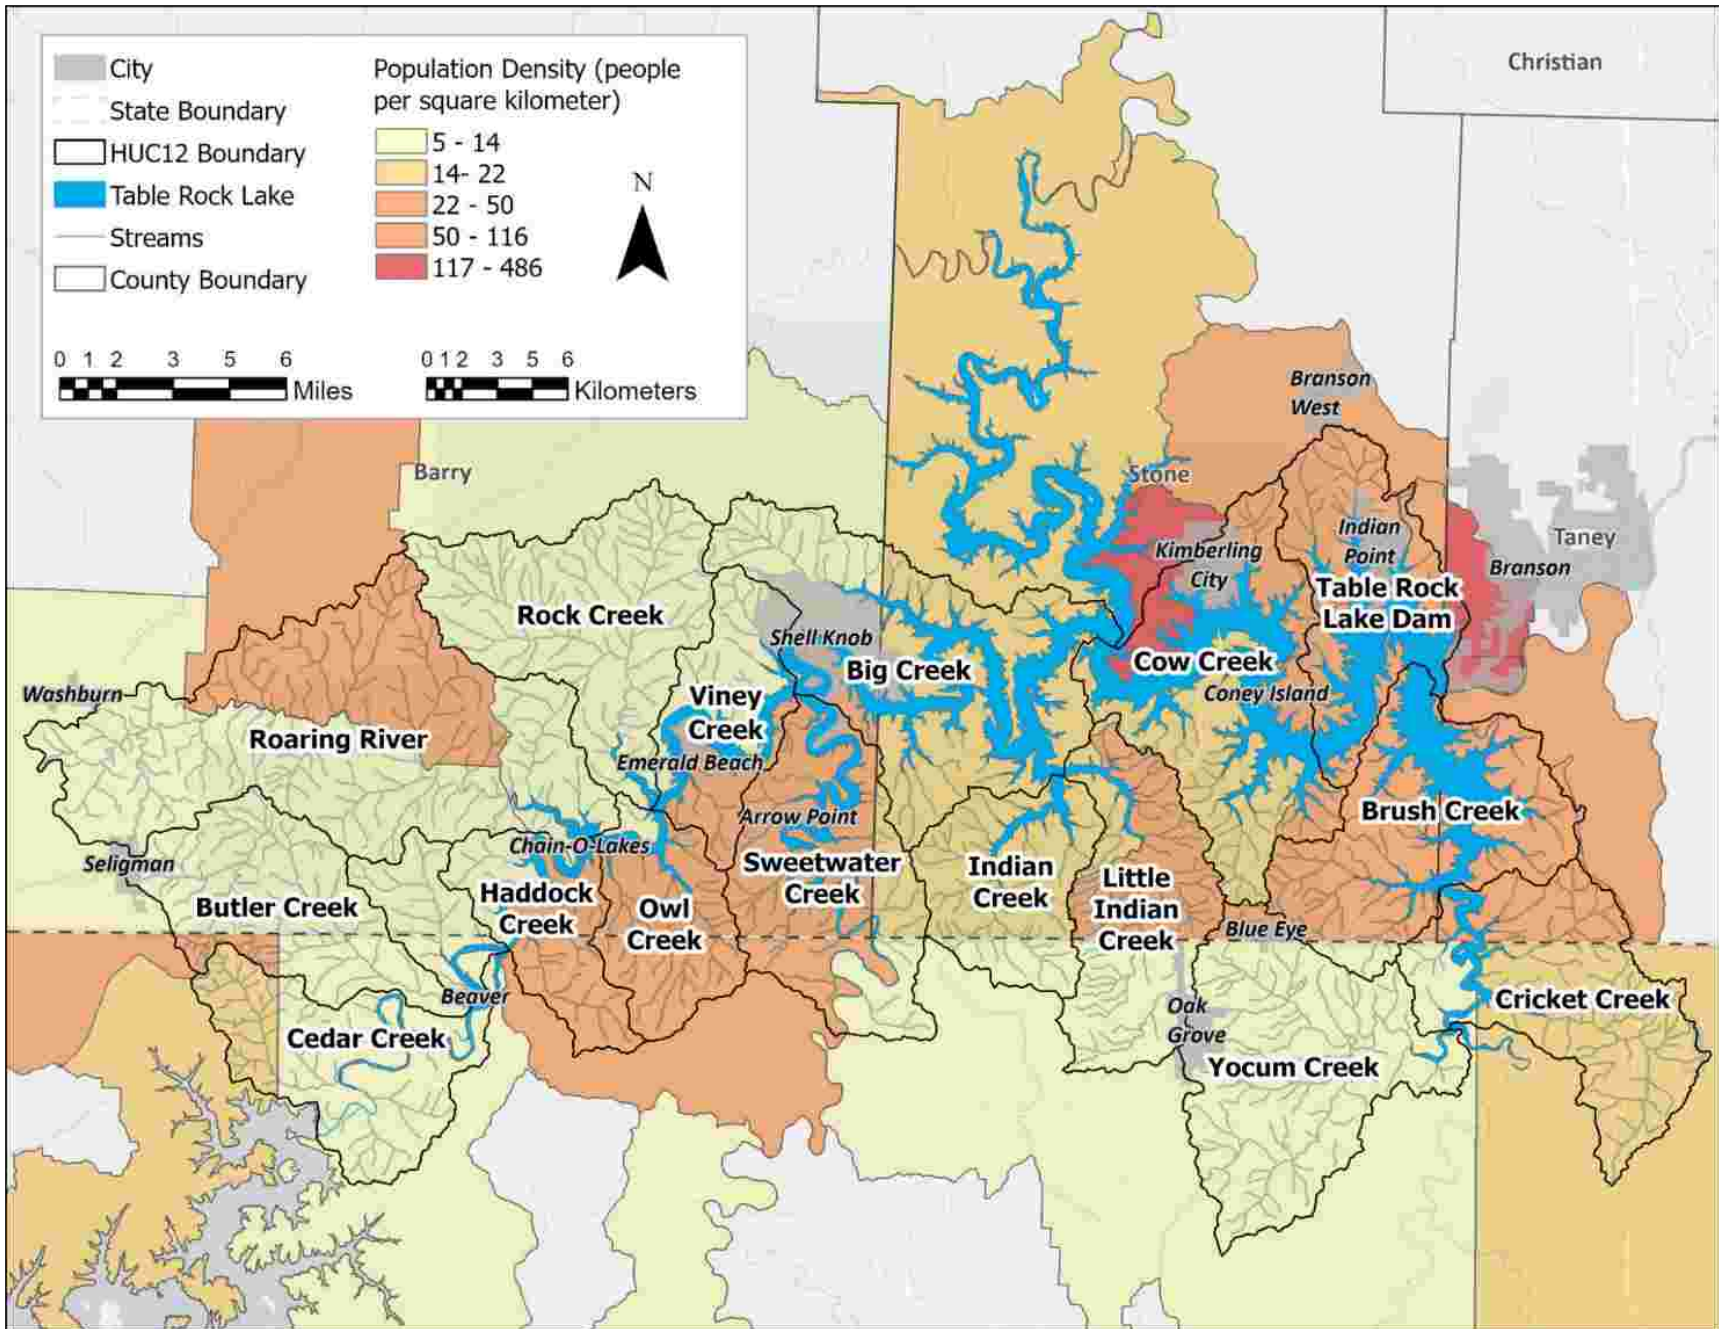 City
State Boundary
HUC12 Boundary
Table Rock Lake
Streams
County Boundary
Population Density (people
per square kilometer)
5 - 14
14- 22
22 - 50
50 - 116
117 - 486
N
0 1 2 3 5 6
Miles
0 1 2 3 5 6
Kilometers
Christian
Branson
West
Barry
Stone
Indian
Point
Taney
Kimberling
City
Branson
Table Rock
Lake Dam
Rock Creek
Shell Knob
Big Creek
Cow Creek
Coney Island
Washburn
Viney
Creek
Roaring River
Emerald Beach
Arrow Point
Brush Creek
Chain-O-Lakes
Seligman
Sweetwater
Creek
Indian
Creek
Little
Indian
Creek
Haddock
Creek
Butler Creek
Owl
Creek
Blue Eye
Beaver
Cricket Creek
Oak
Grove
Cedar Creek
Yocum Creek